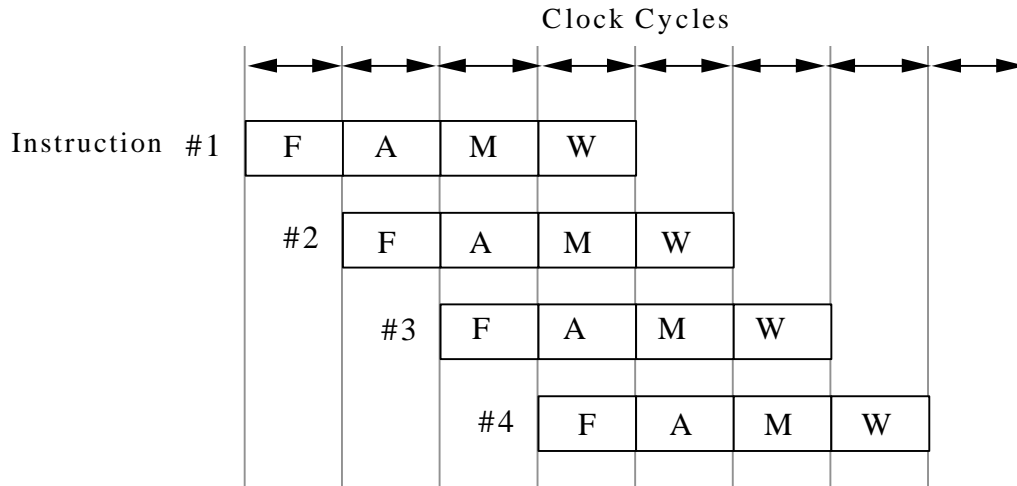 Clock Cycles
Instruction #1 F A M W
#2 F A M W
#3 F A M W
#4 F A M W